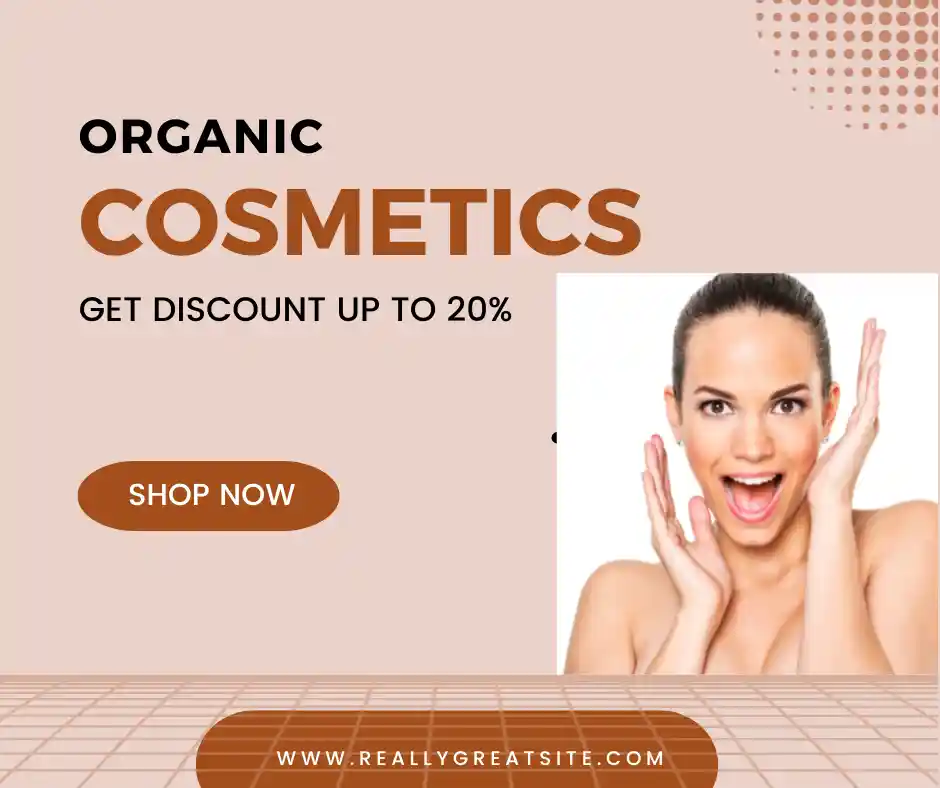 ORGANIC
COSMETICS
GET DISCOUNT UP TO 20%
SHOP NOW
WWW.REALLYGREATSITE.COM